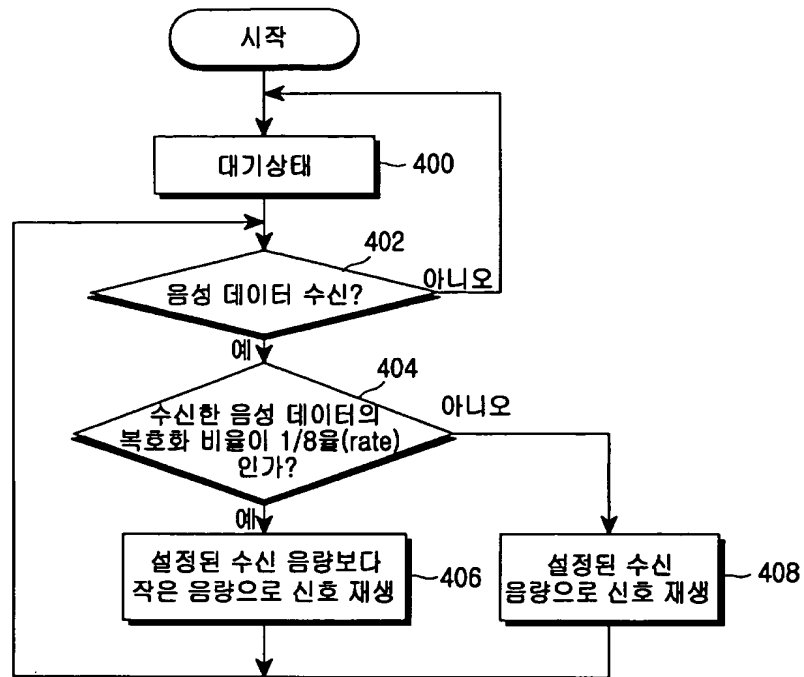 시작
대기상태
400
402
음성 데이터 수신?
아니오
예
404
수신한 음성 데이터의
복호화 비율이 1/8율(rate)
인가?
아니오
예
설정된 수신 음량보다
작은 음량으로 신호 재생
406
설정된 수신
음량으로 신호 재생
408